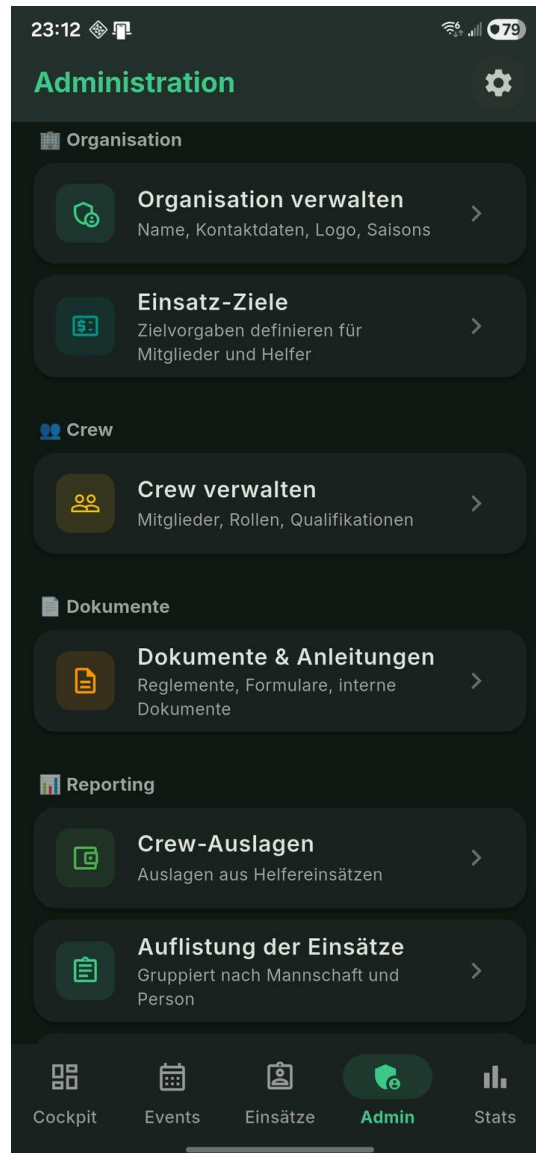 23:12
79
Administration
Organisation
Organisation verwalten
Name, Kontaktdaten, Logo, Saisons
Einsatz-Ziele
Zielvorgaben definieren für
Mitglieder und Helfer
Crew
Crew verwalten
Mitglieder, Rollen, Qualifikationen
Dokumente
Dokumente & Anleitungen
Reglemente, Formulare, interne
Dokumente
Reporting
Crew-Auslagen
Auslagen aus Helfereinsätzen
Auflistung der Einsätze
Gruppiert nach Mannschaft und
Person
Cockpit Events Einsätze Admin Stats